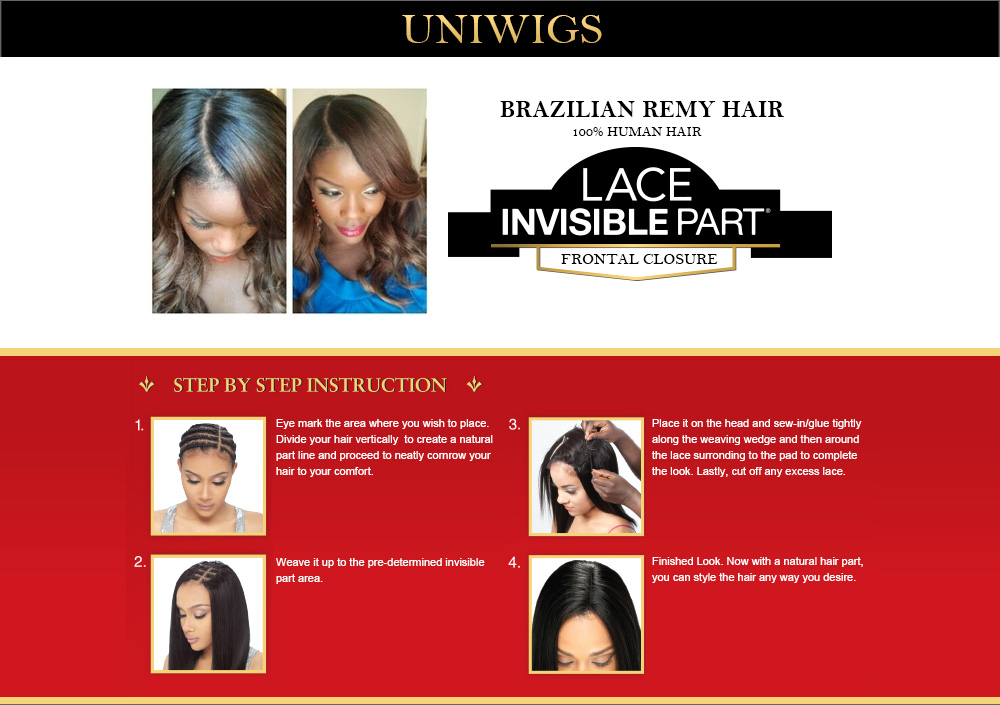 UNIWIGS
BRAZILIAN REMY HAIR
100% HUMAN HAIR
LACE
INVISIBLE PART®
FRONTAL CLOSURE
STEP BY STEP INSTRUCTION
1.
Eye mark the area where you wish to place.
Divide your hair vertically to create a natural
part line and proceed to neatly cornrow your
hair to your comfort.
2.
Weave it up to the pre-determined invisible
part area.
3.
Place it on the head and sew-in/glue tightly
along the weaving wedge and then around
the lace surronding to the pad to complete
the look. Lastly, cut off any excess lace.
4.
Finished Look. Now with a natural hair part,
you can style the hair any way you desire.